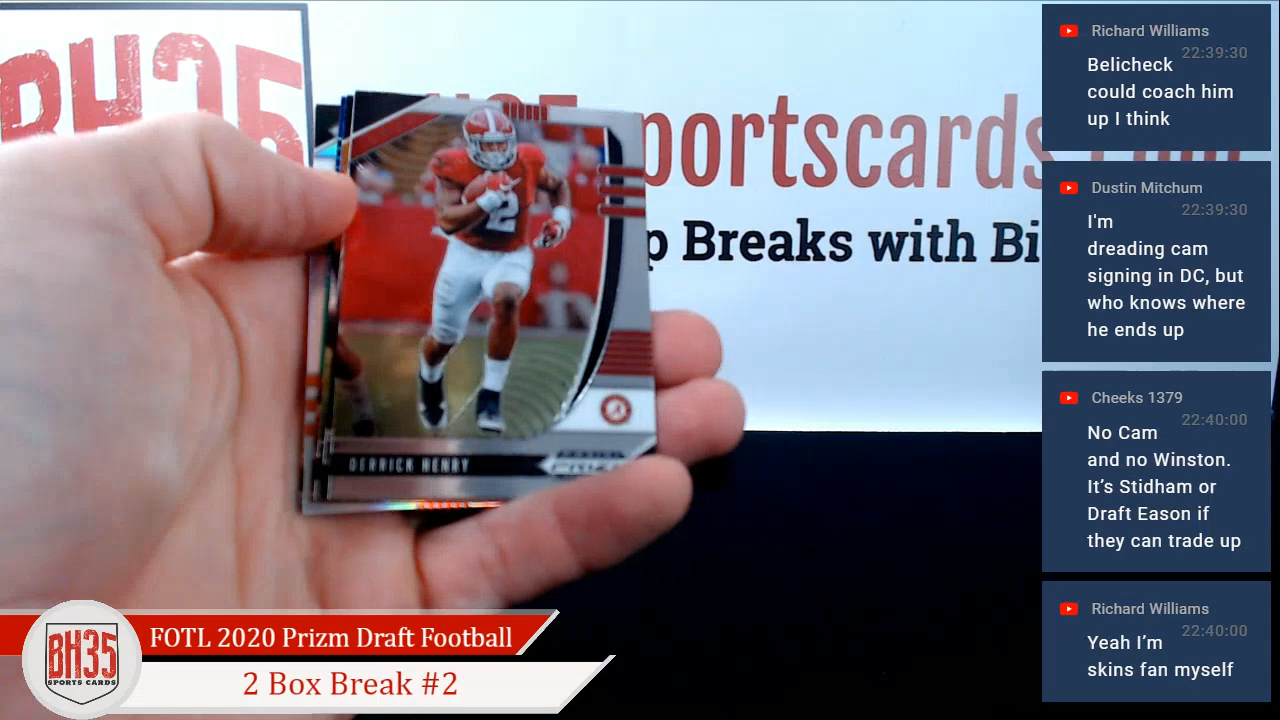 BH35
portscards
p Breaks with Bi
2
DERRICK HENRY
PRIZM
Richard Williams
22:39:30
Belicheck
could coach him
up I think
Dustin Mitchum
22:39:30
I'm
dreading cam
signing in DC, but
who knows where
he ends up
Cheeks 1379
22:40:00
No Cam
and no Winston.
It's Stidham or
Draft Eason if
they can trade up
Richard Williams
22:40:00
Yeah I'm
skins fan myself
BH35
SPORTS CARDS
FOTL 2020 Prizm Draft Football
2 Box Break #2